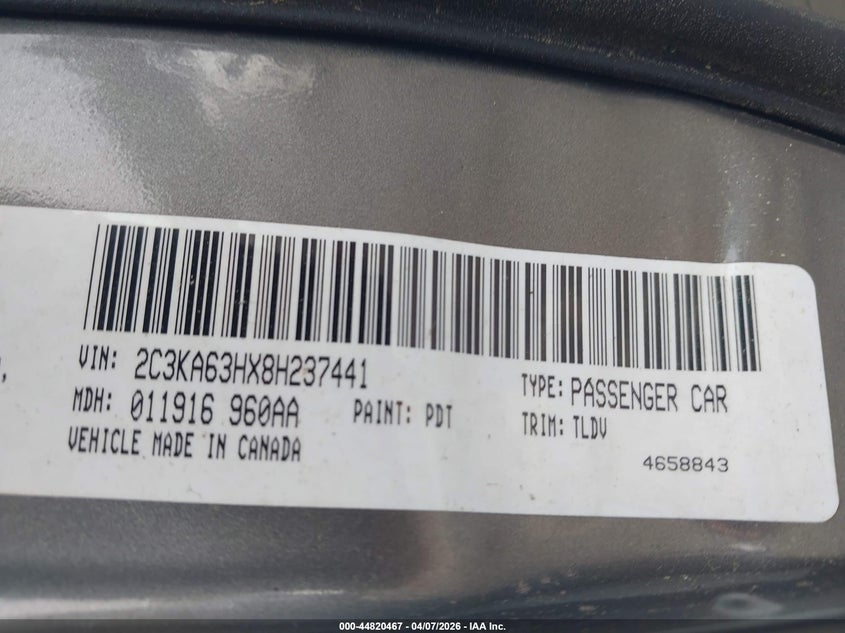 VIN: 2C3KA63HX8H237441
TYPE: PASSENGER CAR
MDH: 011916 960AA
PAINT: PDT
TRIM: TLDV
VEHICLE MADE IN CANADA
4658843
000-44820467 - 04/07/2026 - IAA Inc.